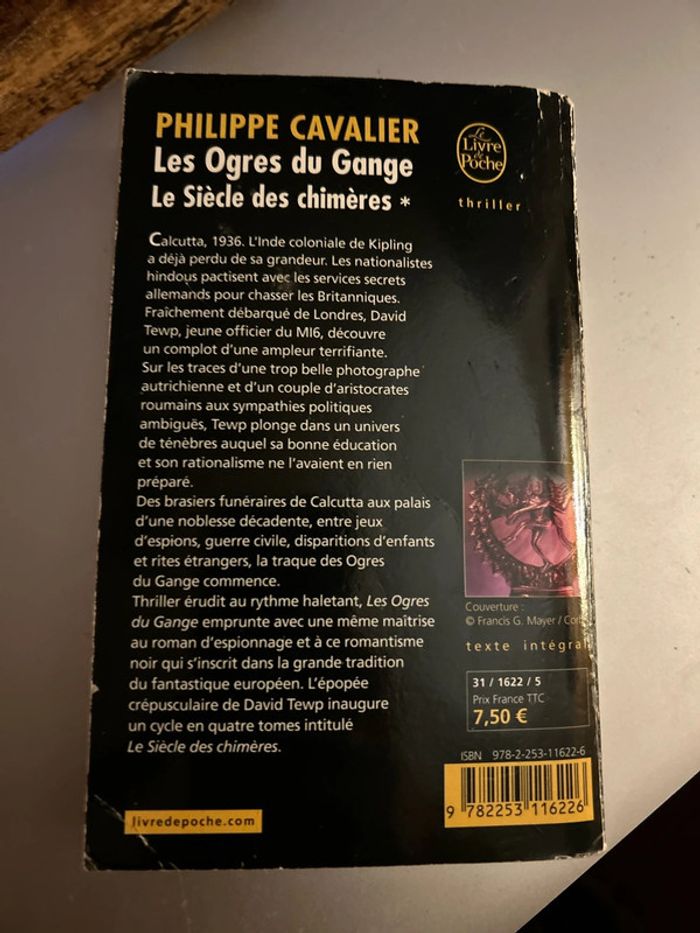 PHILIPPE CAVALIER
Les Ogres du Gange
Le Siècle des chimères *
Le
Livre
de
Poche
thriller
Calcutta, 1936. L'Inde coloniale de Kipling
a déjà perdu de sa grandeur. Les nationalistes
hindous pactisent avec les services secrets
allemands pour chasser les Britanniques.
Fraîchement débarqué de Londres, David
Tewp, jeune officier du MI6, découvre
un complot d'une ampleur terrifiante.
Sur les traces d'une trop belle photographe
autrichienne et d'un couple d'aristocrates
roumains aux sympathies politiques
ambiguës, Tewp plonge dans un univers
de ténèbres auquel sa bonne éducation
et son rationalisme ne l'avaient en rien
préparé.
Des brasiers funéraires de Calcutta aux palais
d'une noblesse décadente, entre jeux
d'espions, guerre civile, disparitions d'enfants
et rites étrangers, la traque des Ogres
du Gange commence.
Thriller érudit au rythme haletant, Les Ogres
du Gange emprunte avec une même maîtrise
au roman d'espionnage et à ce romantisme
noir qui s'inscrit dans la grande tradition
du fantastique européen. L'épopée
crépusculaire de David Tewp inaugure
un cycle en quatre tomes intitulé
Le Siècle des chimères.
livredepoche.com
Couverture :
© Francis G. Mayer / Cor
texte intégral
31 / 1622 / 5
Prix France TTC
7,50 €
ISBN 978-2-253-11622-6
9 782253 116226